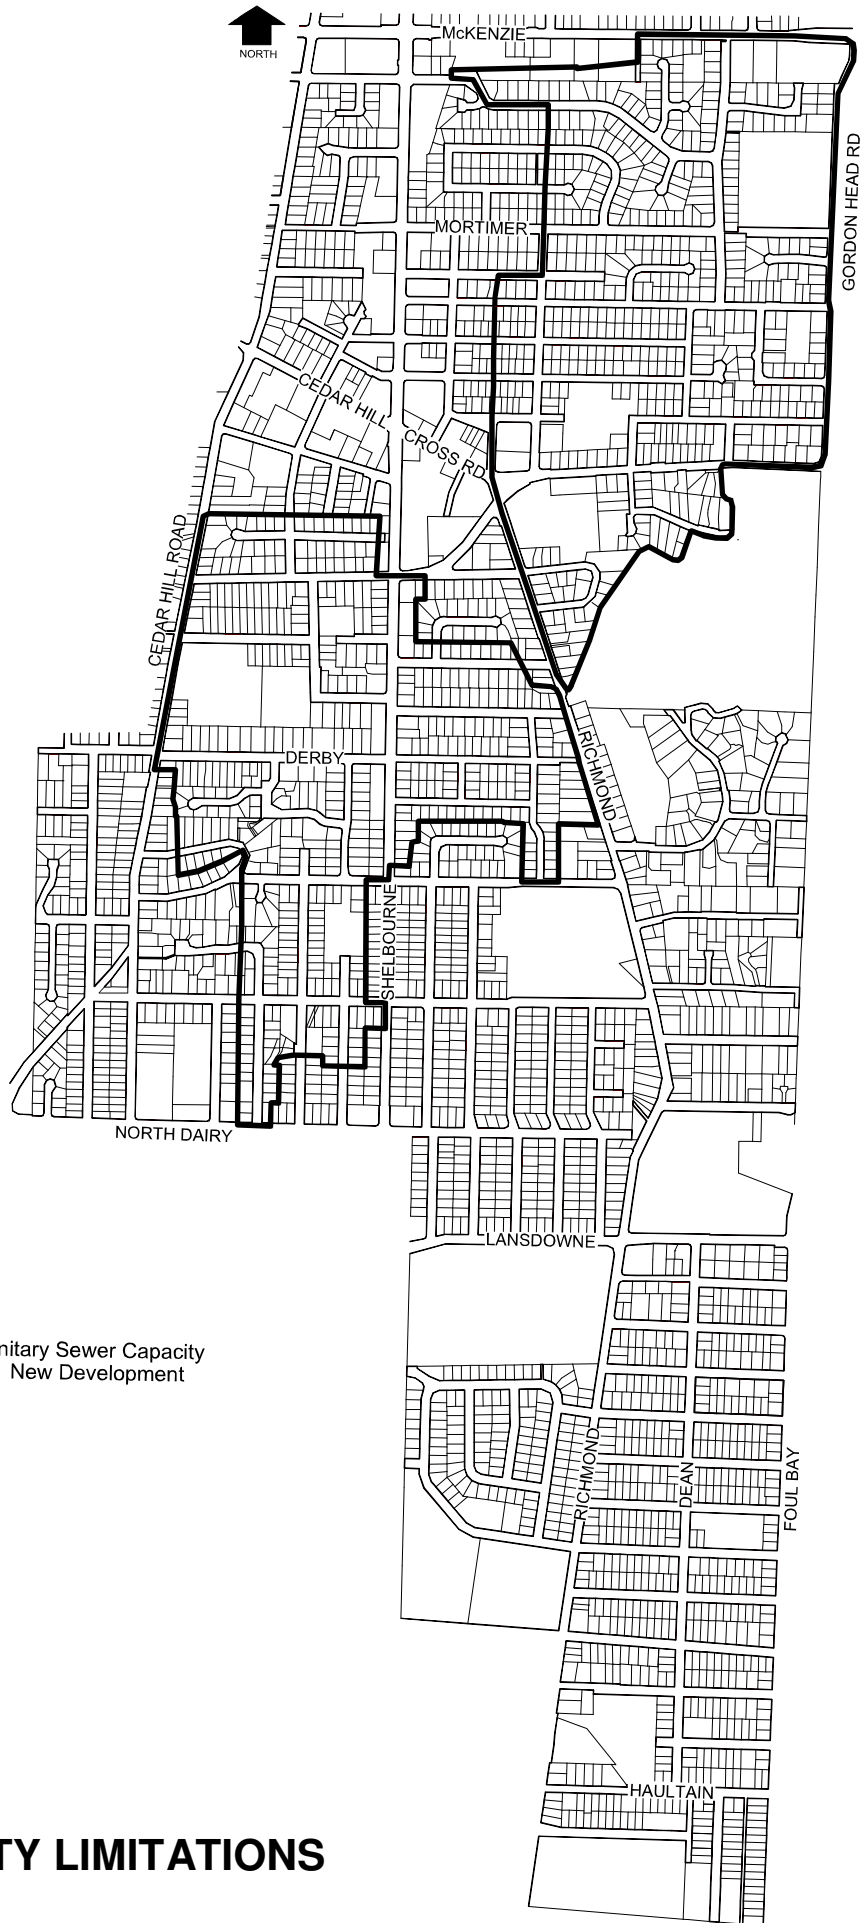 NORTH
McKENZIE
GORDON HEAD RD
MORTIMER
CEDAR HILL
CROSS RD
CEDAR HILL ROAD
DERBY
RICHMOND
SHELBOURNE
NORTH DAIRY
LANSDOWNE
nitary Sewer Capacity
New Development
RICHMOND
DEAN
FOUL BAY
HAULTAIN
TY LIMITATIONS